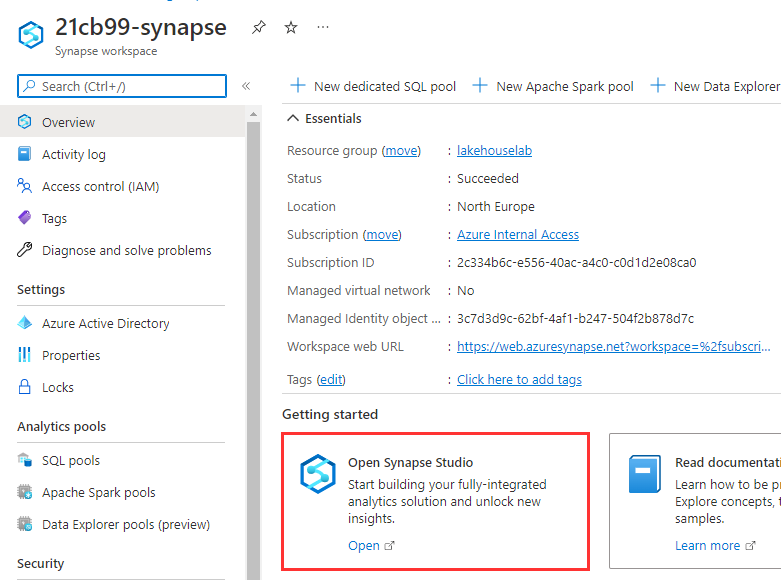 21cb99-synapse
Synapse workspace
Search (Ctrl+/)
Overview
Activity log
Access control (IAM)
Tags
Diagnose and solve problems
Settings
Azure Active Directory
Properties
Locks
Analytics pools
SQL pools
Apache Spark pools
Data Explorer pools (preview)
Security
New dedicated SQL pool New Apache Spark pool New Data Explorer
Essentials
Resource group (move) : lakehouselab
Status : Succeeded
Location : North Europe
Subscription (move) : Azure Internal Access
Subscription ID : 2c334b6c-e556-40ac-a4c0-c0d1d2e08ca0
Managed virtual network : No
Managed Identity object ... : 3c7d3d9c-62bf-4af1-b247-504f2b878d7c
Workspace web URL : https://web.azuresynapse.net?workspace=%2fsubscri...
Tags (edit) : Click here to add tags
Getting started
Open Synapse Studio
Start building your fully-integrated
analytics solution and unlock new
insights.
Open
Read documentati
Learn how to be p
Explore concepts, t
samples.
Learn more